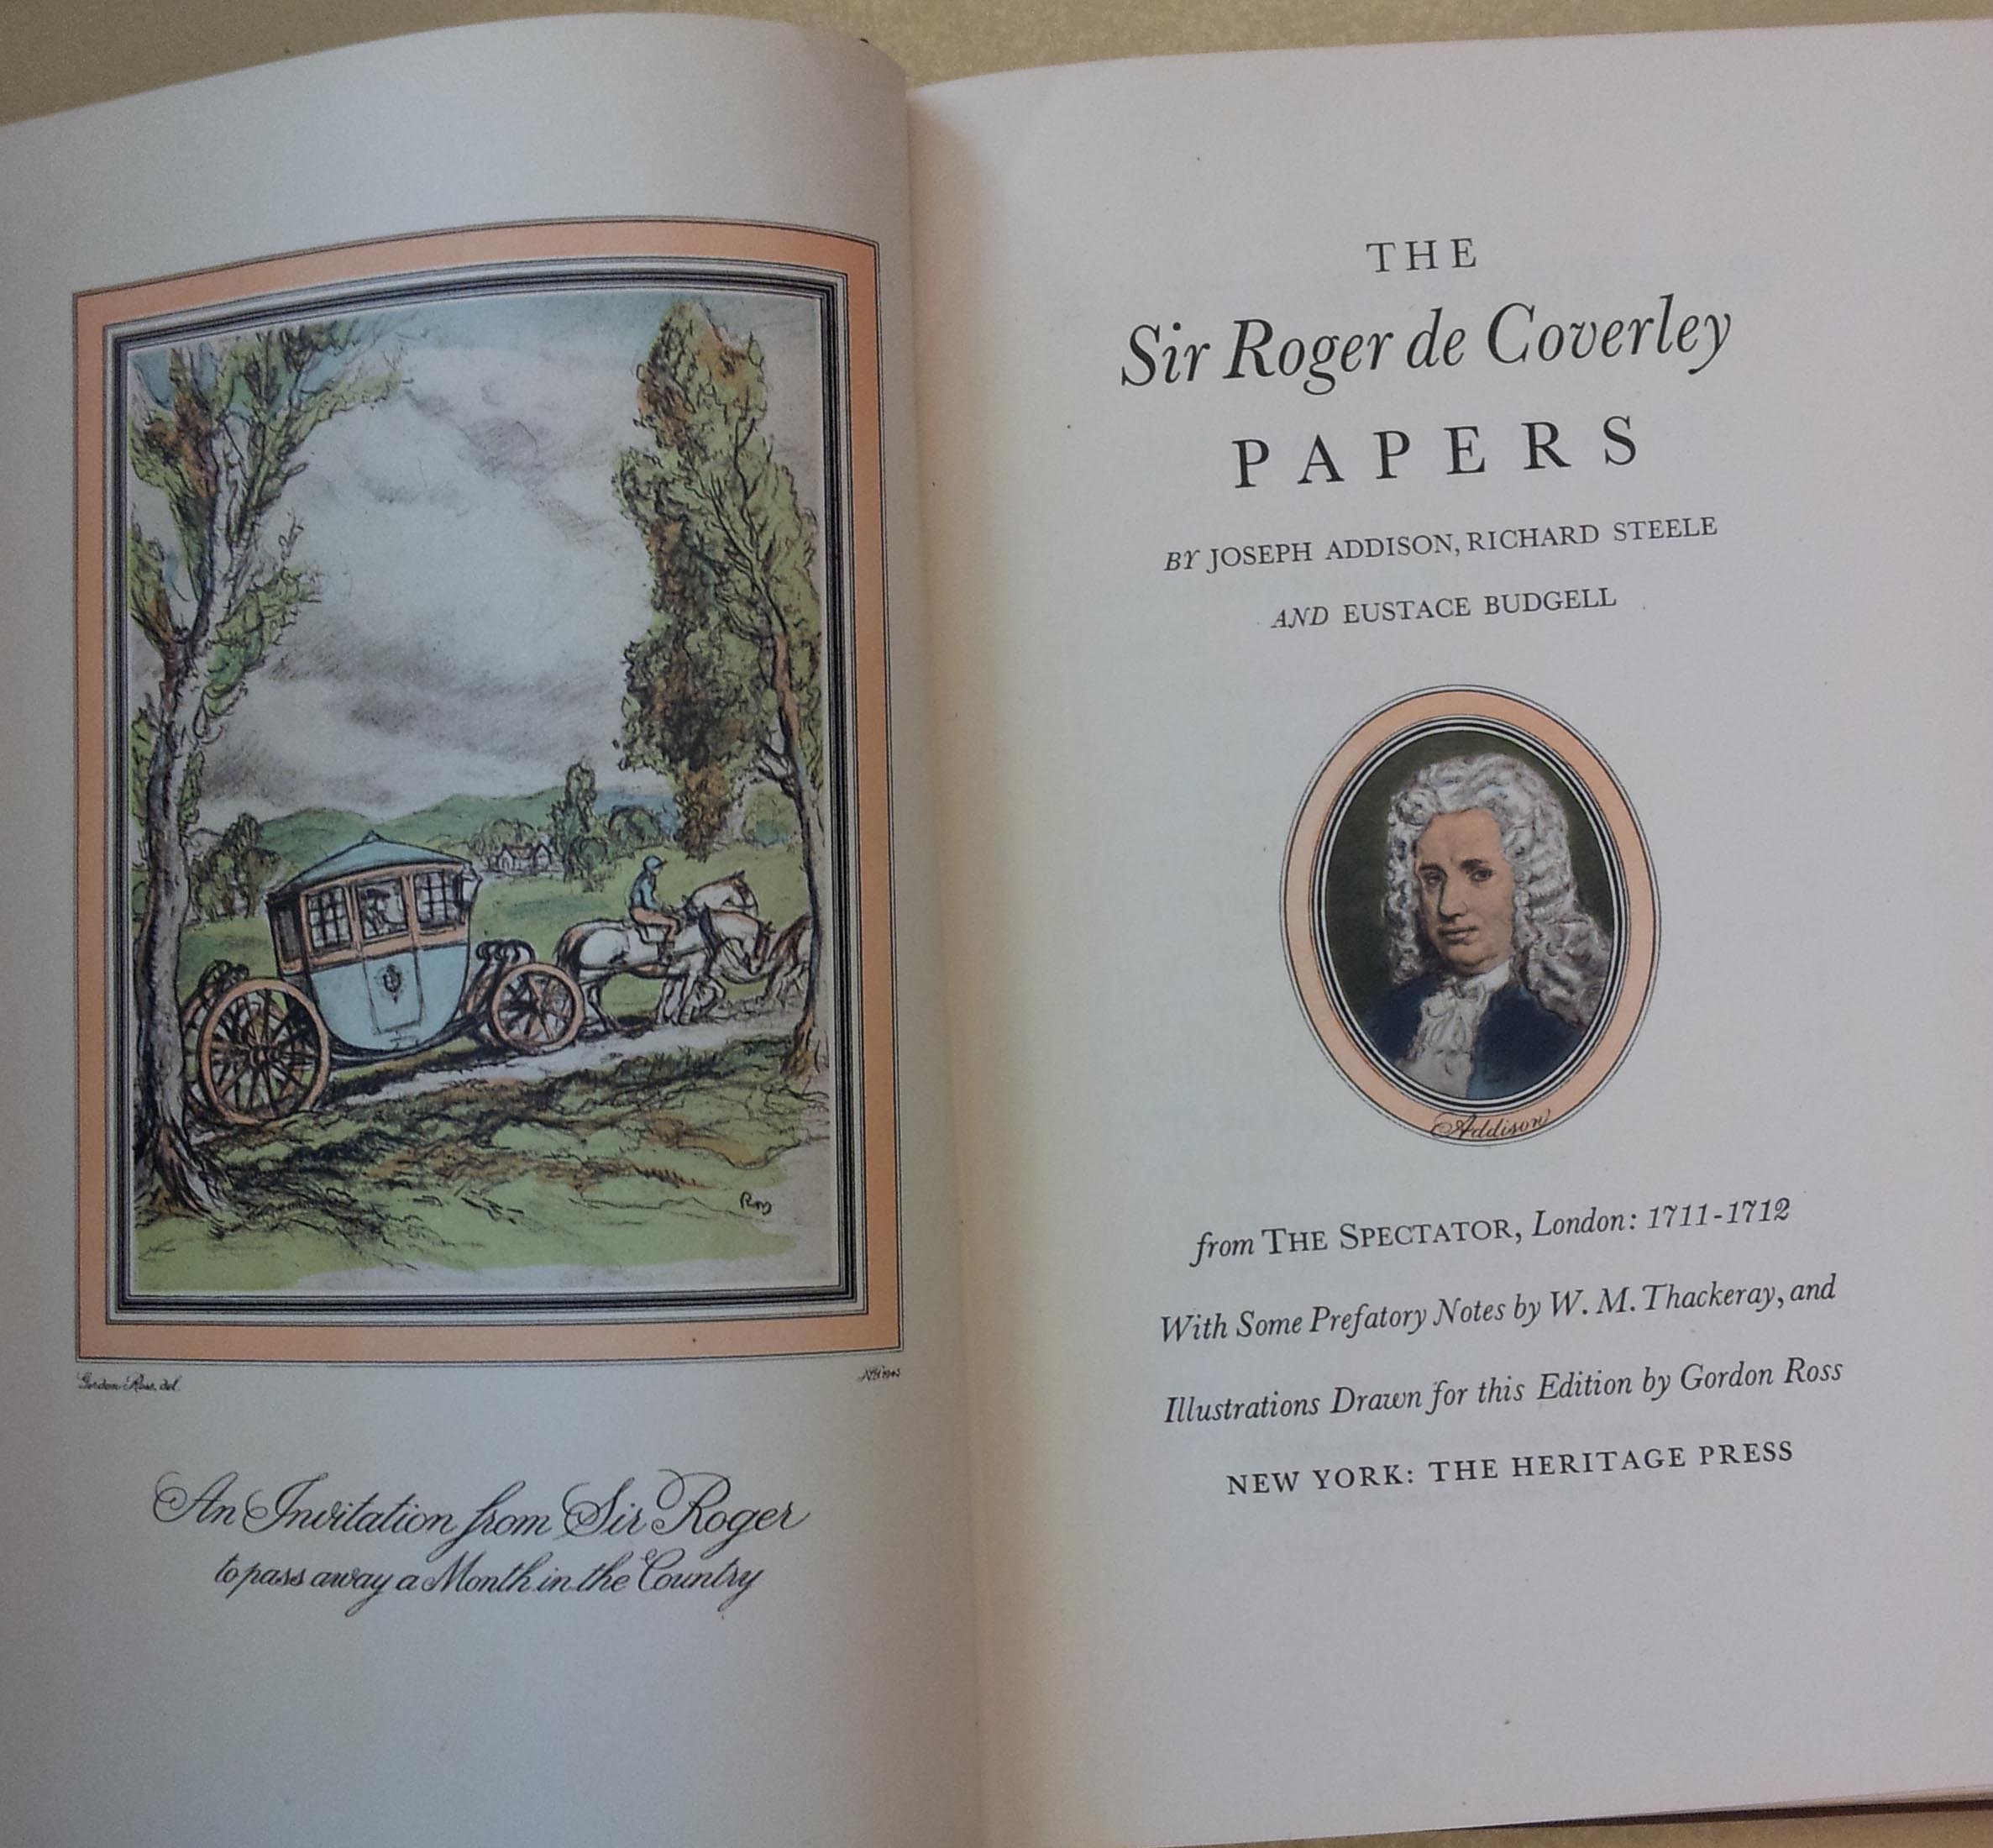 Ross
Gordon Ross, del.
An Invitation from Sir Roger
to pass away a Month in the Country
THE
Sir Roger de Coverley
PAPERS
BY JOSEPH ADDISON, RICHARD STEELE
AND EUSTACE BUDGELL
Addison
from THE SPECTATOR, London: 1711-1712
With Some Prefatory Notes by W. M. Thackeray, and
Illustrations Drawn for this Edition by Gordon Ross
NEW YORK: THE HERITAGE PRESS